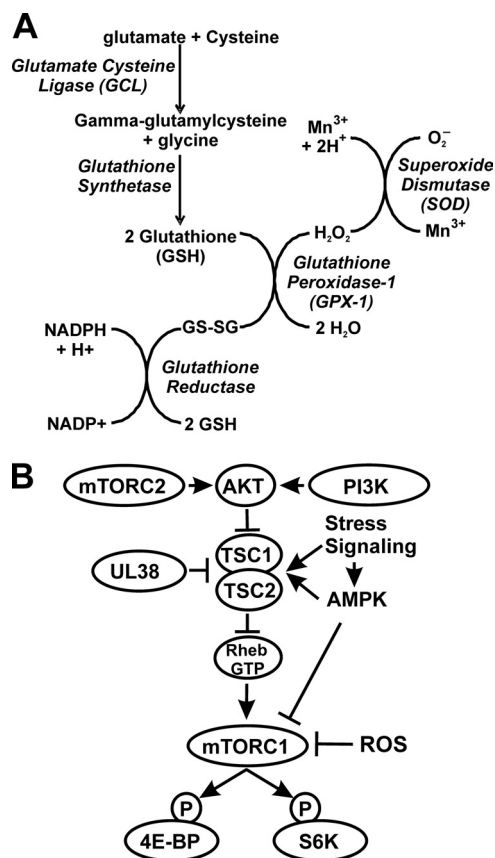 A
glutamate + Cysteine
Glutamate Cysteine
Ligase (GCL)
Gamma-glutamylcysteine
+ glycine
Mn3+
+ 2H+
O2−
Glutathione
Synthetase
Superoxide
Dismutase
(SOD)
2 Glutathione
(GSH)
H2O2
Mn3+
Glutathione
Peroxidase-1
(GPX-1)
NADPH
+ H+
GS-SG
2 H2O
Glutathione
Reductase
NADP+
2 GSH
B
mTORC2
AKT
PI3K
Stress
Signaling
TSC1
UL38
TSC2
AMPK
Rheb
GTP
mTORC1
ROS
P
P
4E-BP
S6K